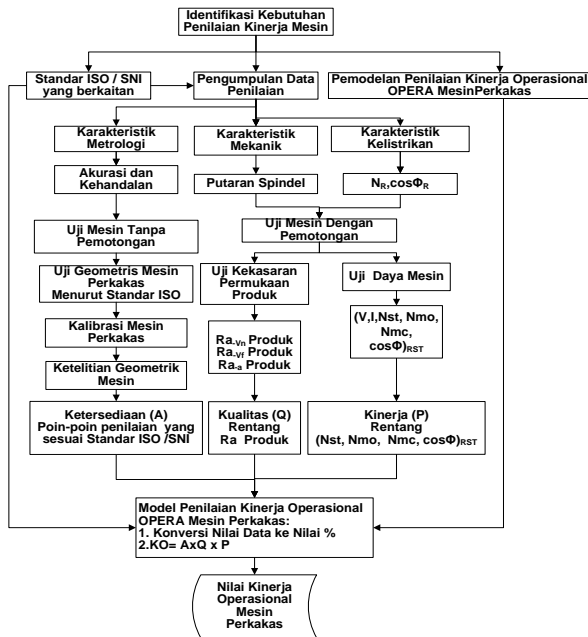 Identifikasi Kebutuhan
Penilaian Kinerja Mesin
Standar ISO / SNI
yang berkaitan
Pengumpulan Data
Penilaian
Pemodelan Penilaian Kinerja Operasional
OPERA MesinPerkakas
Karakteristik
Metrologi
Karakteristik
Mekanik
Karakteristik
Kelistrikan
Akurasi dan
Kehandalan
Putaran Spindel
NR,cosΦR
Uji Mesin Tanpa
Pemotongan
Uji Mesin Dengan
Pemotongan
Uji Geometris Mesin
Perkakas
Menurut Standar ISO
Uji Kekasaran
Permukaan
Produk
Uji Daya Mesin
Kalibrasi Mesin
Perkakas
Ra-Vn Produk
Ra-Vf Produk
Ra-a Produk
(V,I,Nst, Nmo,
Nmc,
cosΦ)RST
Ketelitian Geometrik
Mesin
Ketersediaan (A)
Poin-poin penilaian yang
sesuai Standar ISO /SNI
Kualitas (Q)
Rentang
Ra Produk
Kinerja (P)
Rentang
(Nst, Nmo, Nmc, cosΦ)RST
Model Penilaian Kinerja Operasional
OPERA Mesin Perkakas:
1. Konversi Nilai Data ke Nilai %
2.KO= AxQ x P
Nilai Kinerja
Operasional
Mesin
Perkakas